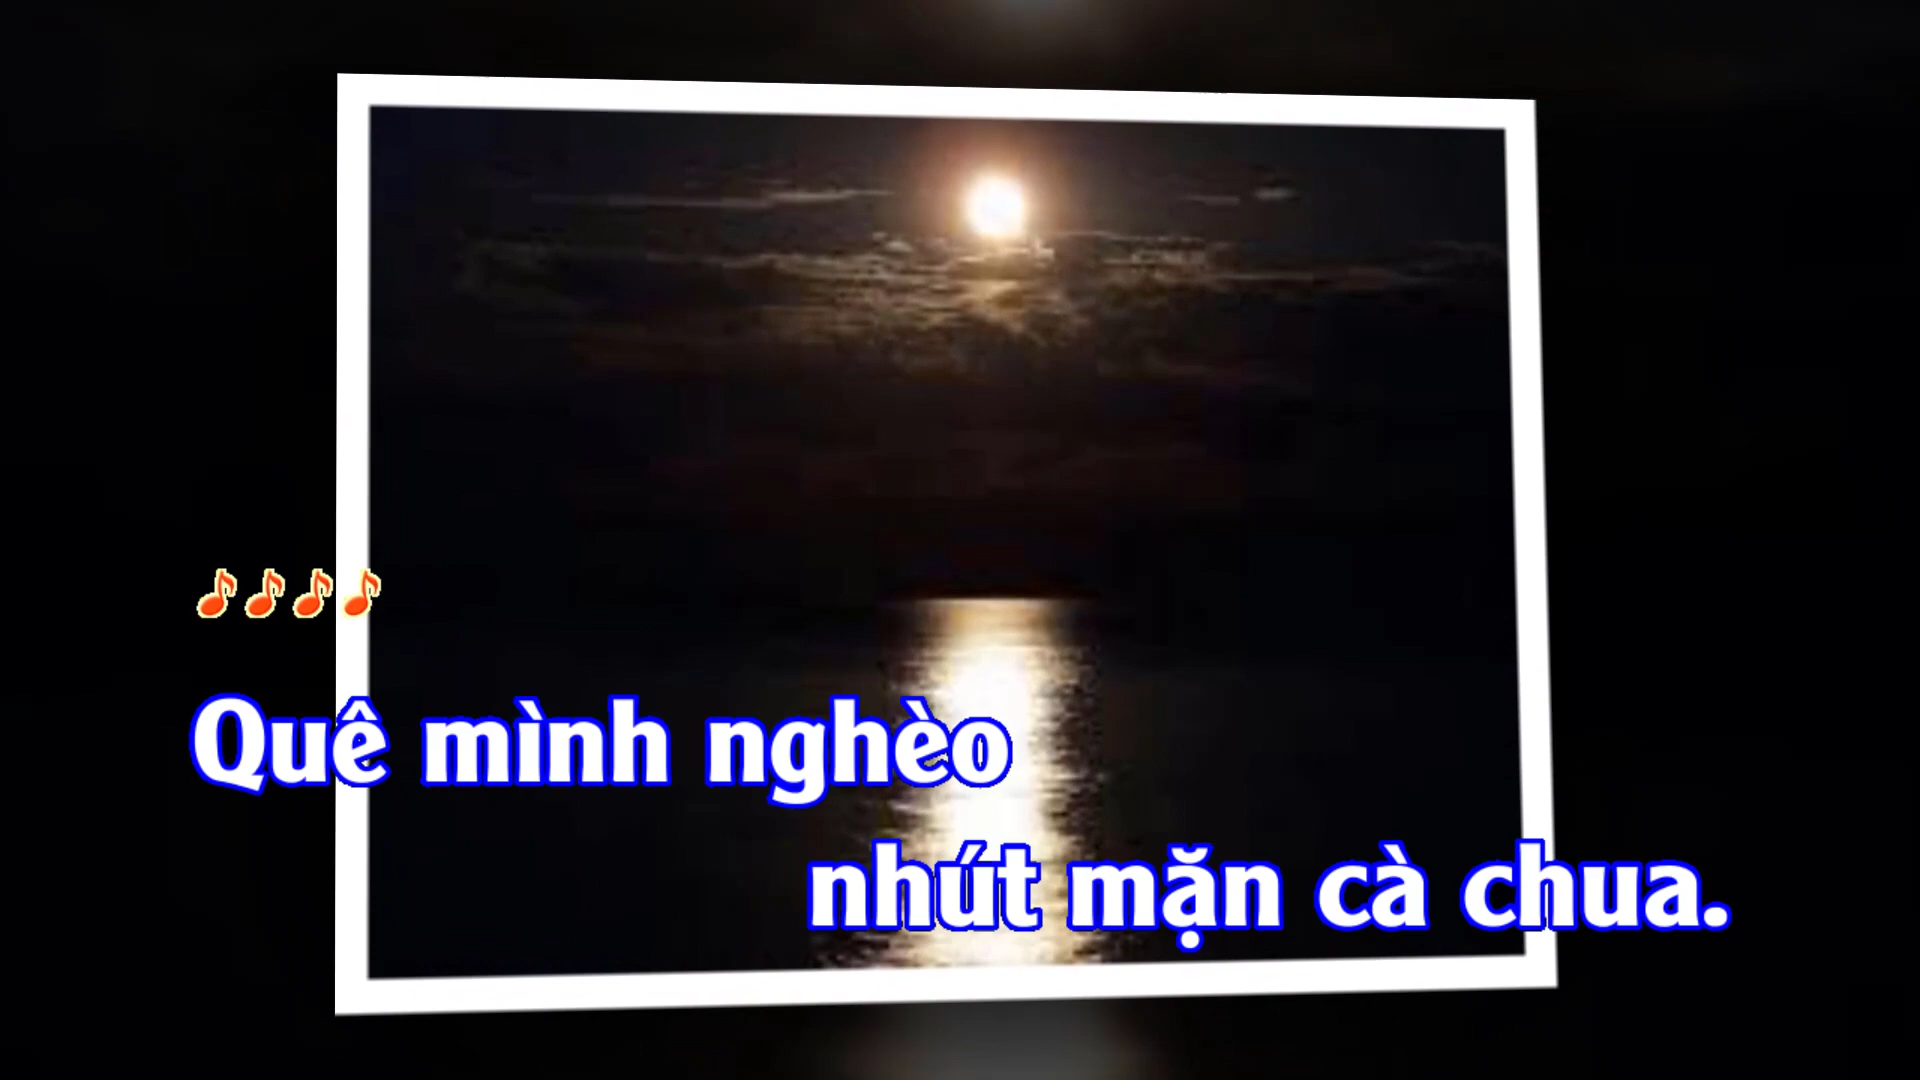 ♪♪♪♪
Quê mình nghèo
nhút mặn cà chua.